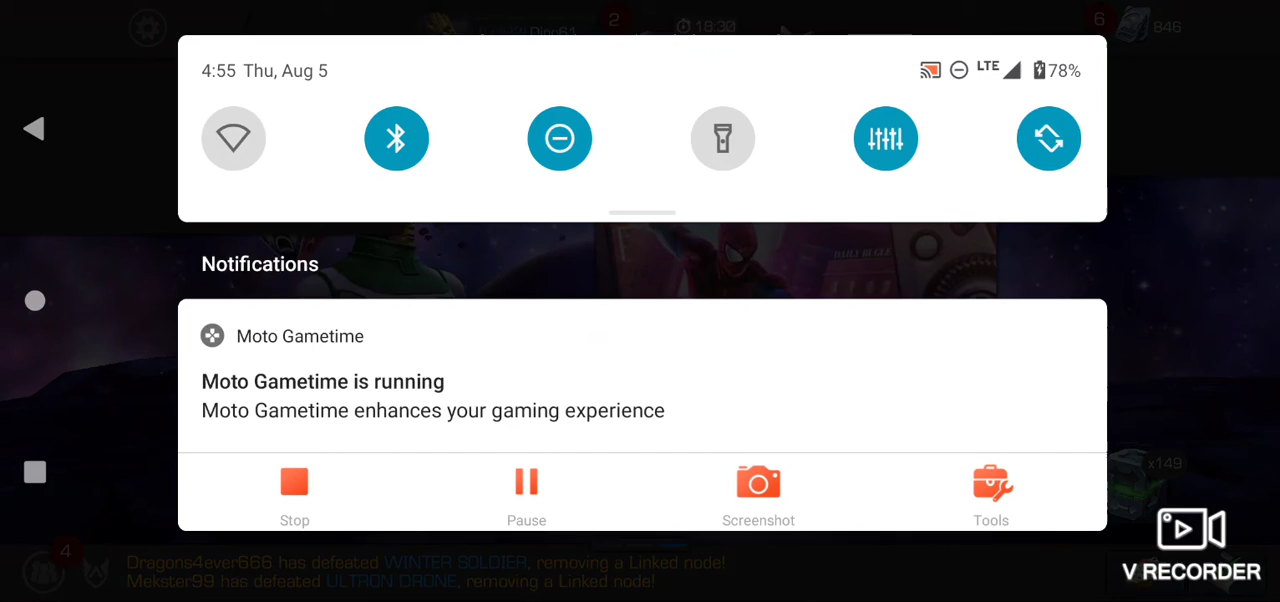 2
18:30
6
846
4:55 Thu, Aug 5
LTE
78%
Notifications
DAILY BUGLE
Moto Gametime
Moto Gametime is running
Moto Gametime enhances your gaming experience
x149
Stop
Pause
Screenshot
Tools
4
Dragons4ever666 has defeated WINTER SOLDIER, removing a Linked node!
Mekster99 has defeated ULTRON DRONE, removing a Linked node!
V RECORDER